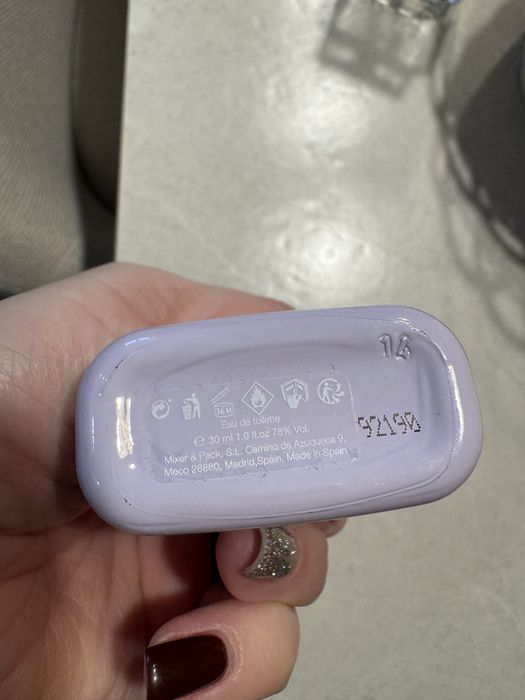 14
92190
36 M
Eau de toilette
℮ 30 ml 1.0 fl.oz 78% Vol.
Mixer & Pack, S.L. Camino de Azuqueca 9,
Meco 28880, Madrid,Spain. Made in Spain